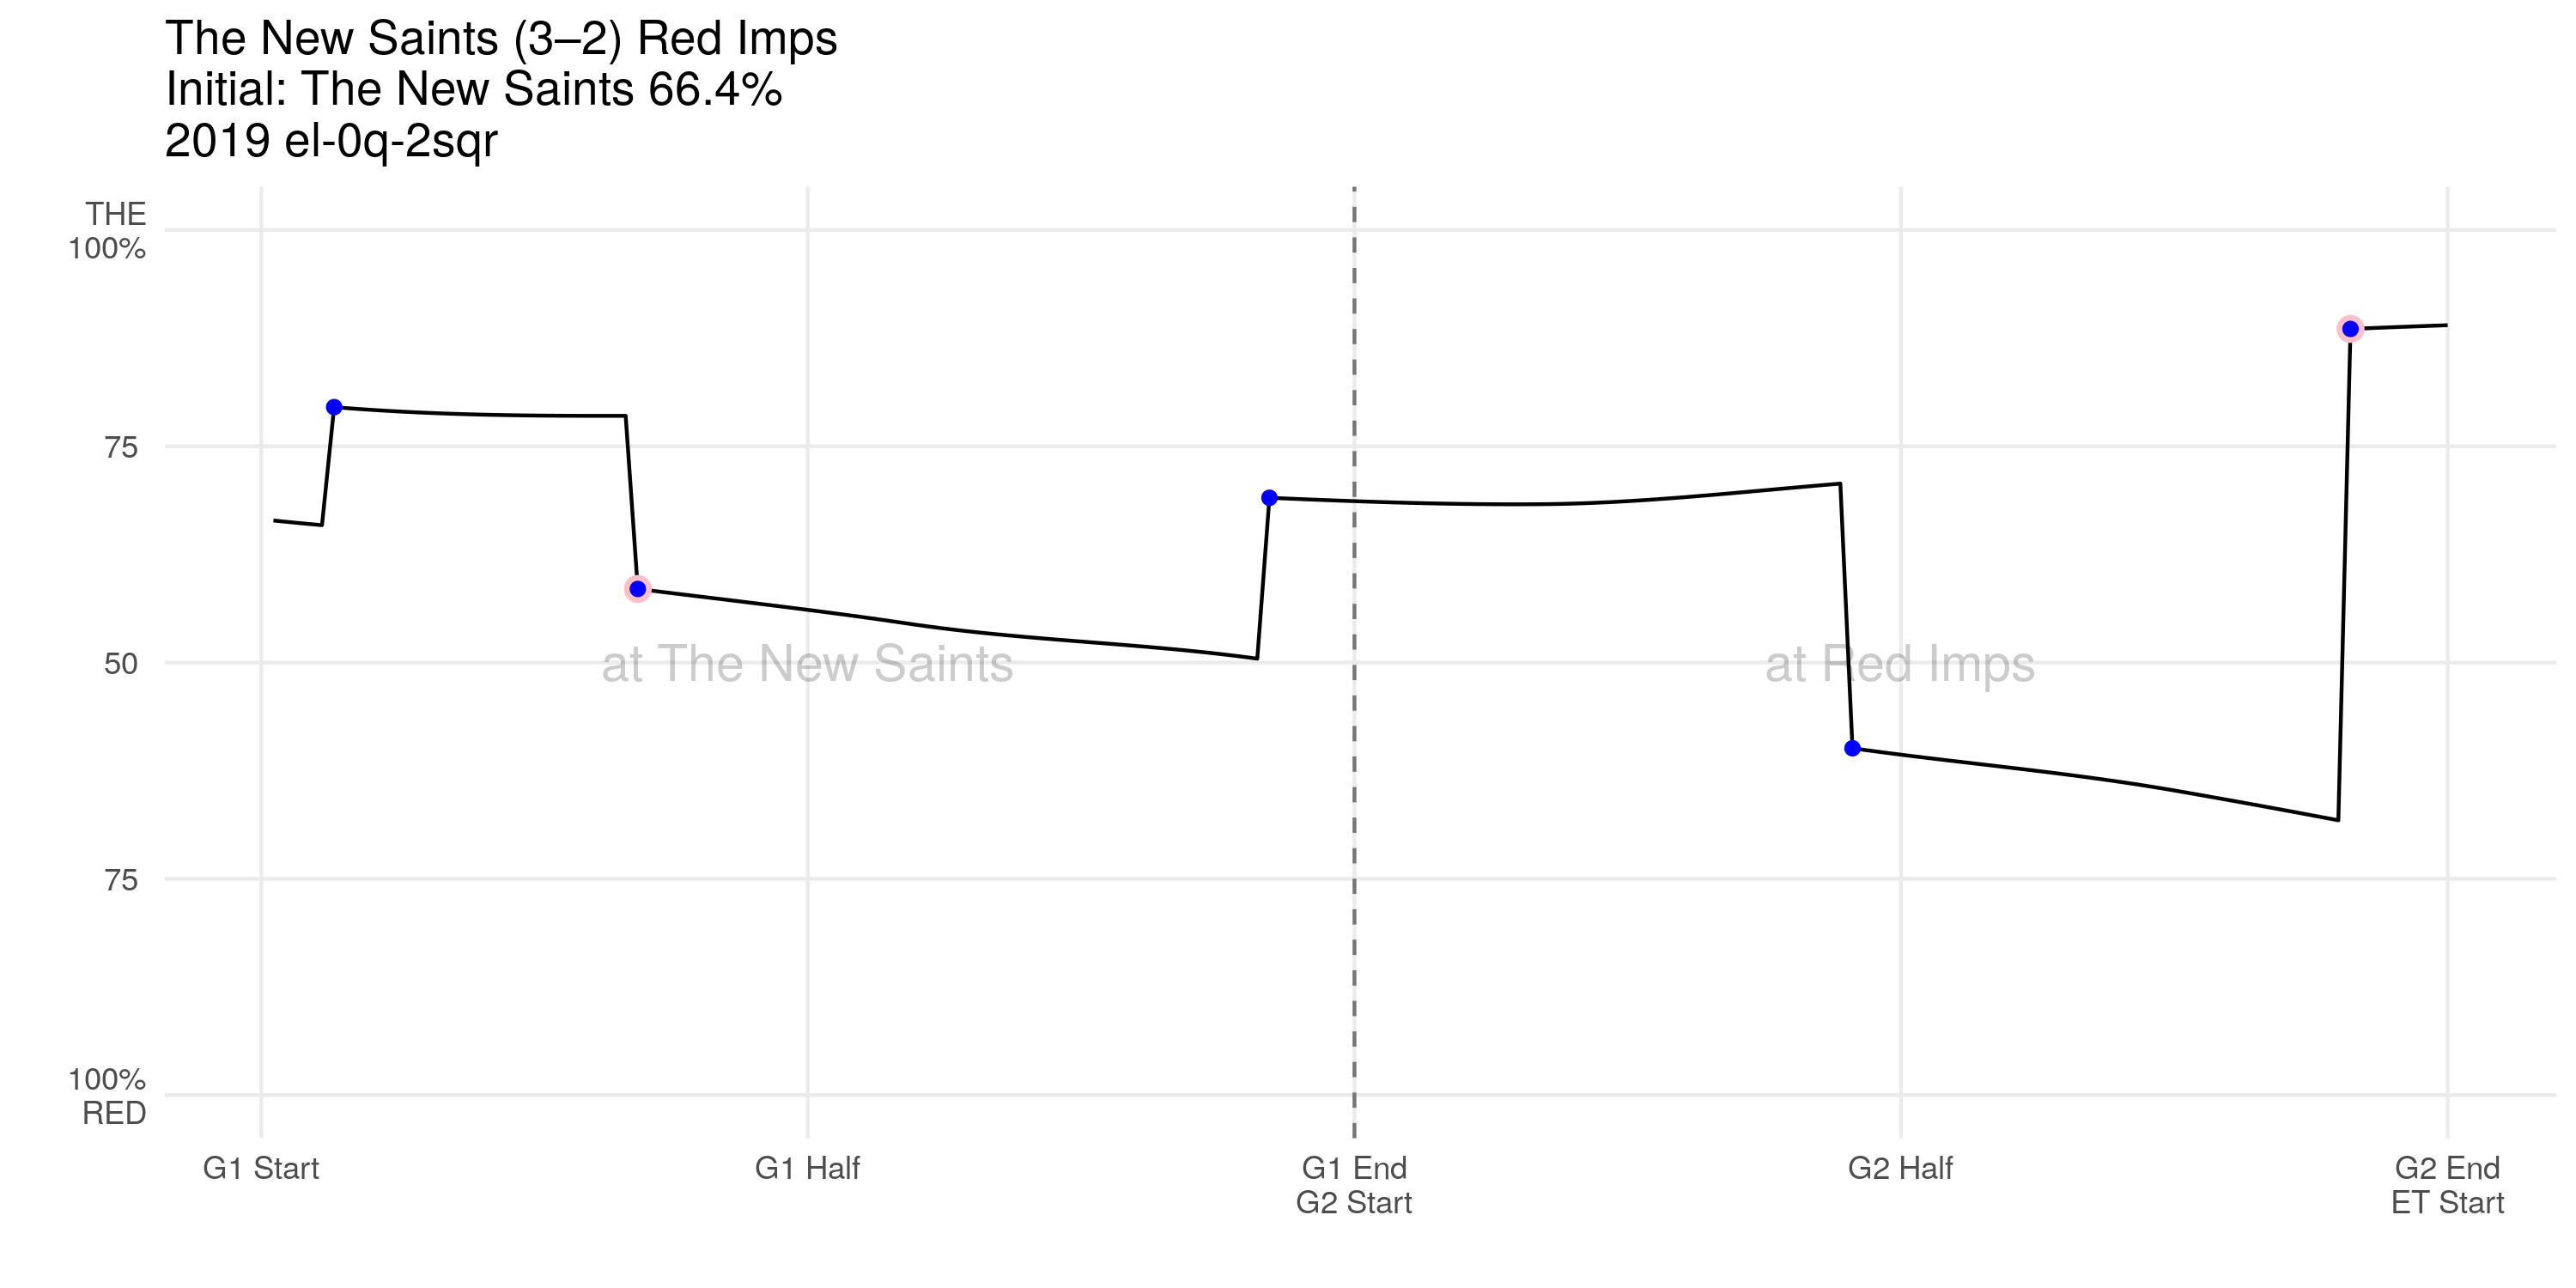 The New Saints (3–2) Red Imps
Initial: The New Saints 66.4%
2019 el-0q-2sqr
THE
100%
75
50
75
100%
RED
at The New Saints
at Red Imps
G1 Start
G1 Half
G1 End
G2 Start
G2 Half
G2 End
ET Start